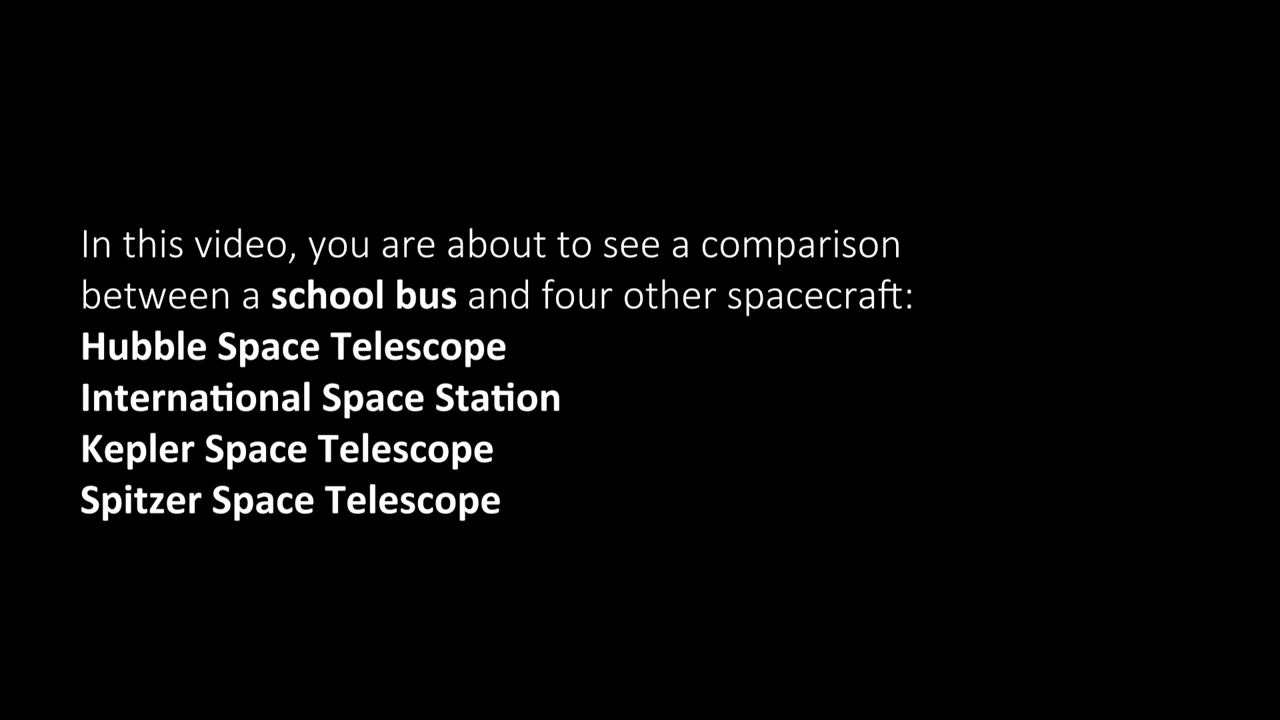 In this video, you are about to see a comparison
between a school bus and four other spacecraft:
Hubble Space Telescope
International Space Station
Kepler Space Telescope
Spitzer Space Telescope